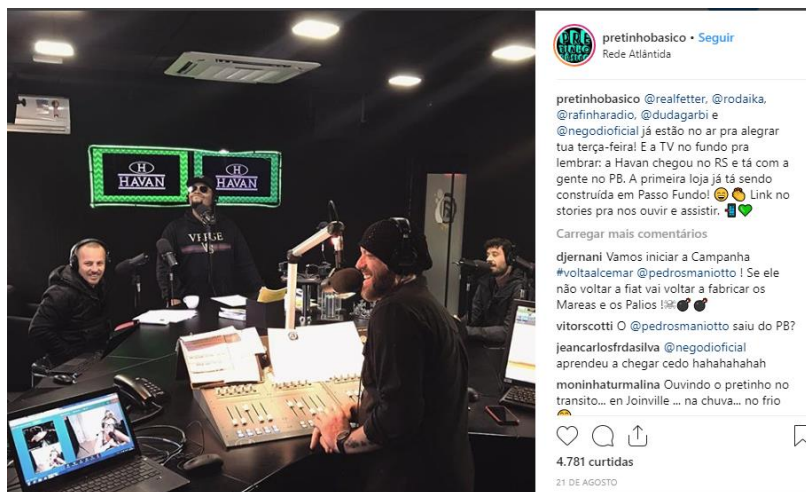 H
HAVAN
H
HAVAN
VERGE
PRE
TINHO
BÁSICO
pretinhobasico • Seguir
Rede Atlántida
pretinhobasico @realfetter, @rodaika,
@rafinharadio, @dudagarbi e
@negodioficial já estão no ar pra alegrar
tua terça-feira! E a TV no fundo pra
lembrar: a Havan chegou no RS e tá com a
gente no PB. A primeira loja já tá sendo
construída em Passo Fundo! 😄 👏 Link no
stories pra nos ouvir e assistir. 📲 💚
Carregar mais comentários
djernani Vamos iniciar a Campanha
#voltaalcemar @pedrosmaniotto ! Se ele
não voltar a fiat vai voltar a fabricar os
Mareas e os Palios !☠💣 💣
vitorscotti O @pedrosmaniotto saiu do PB?
jeancarlosfrdasilva @negodioficial
aprendeu a chegar cedo hahahahahah
moninhaturmalina Ouvindo o pretinho no
transito... en Joinville ... na chuva... no frio
4.781 curtidas
21 DE AGOSTO